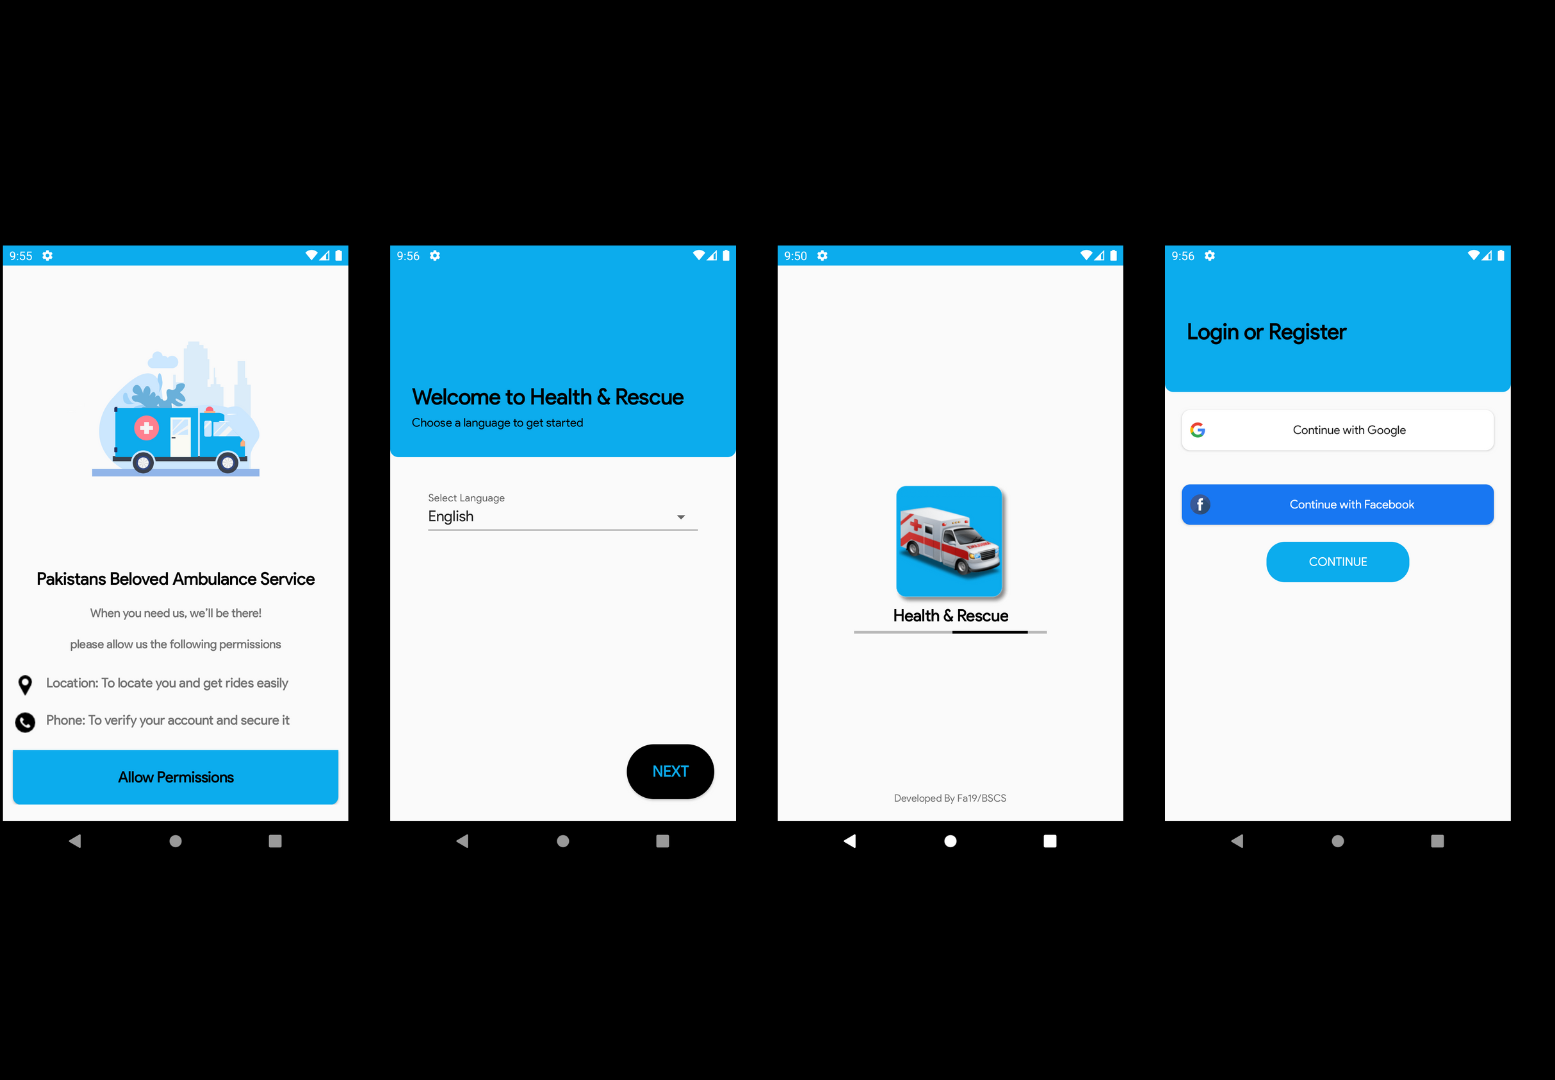 9:55
Pakistans Beloved Ambulance Service
When you need us, we'll be there!
please allow us the following permissions
Location: To locate you and get rides easily
Phone: To verify your account and secure it
Allow Permissions
9:56
Welcome to Health & Rescue
Choose a language to get started
Select Language
English
NEXT
9:50
Health & Rescue
Developed By Fa19/BSCS
9:56
Login or Register
Continue with Google
Continue with Facebook
CONTINUE